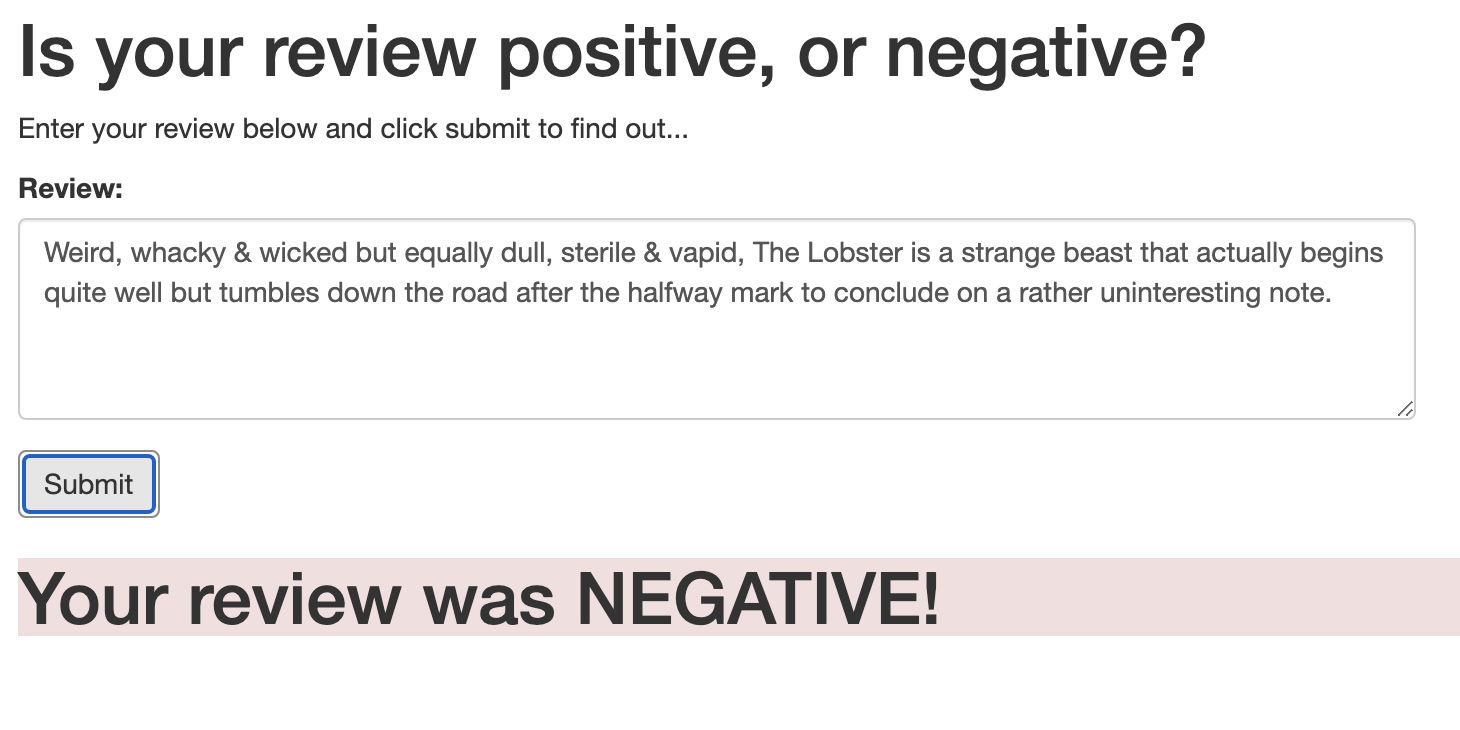 Is your review positive, or negative?
Enter your review below and click submit to find out...
Review:
Weird, whacky & wicked but equally dull, sterile & vapid, The Lobster is a strange beast that actually begins
quite well but tumbles down the road after the halfway mark to conclude on a rather uninteresting note.
Submit
Your review was NEGATIVE!